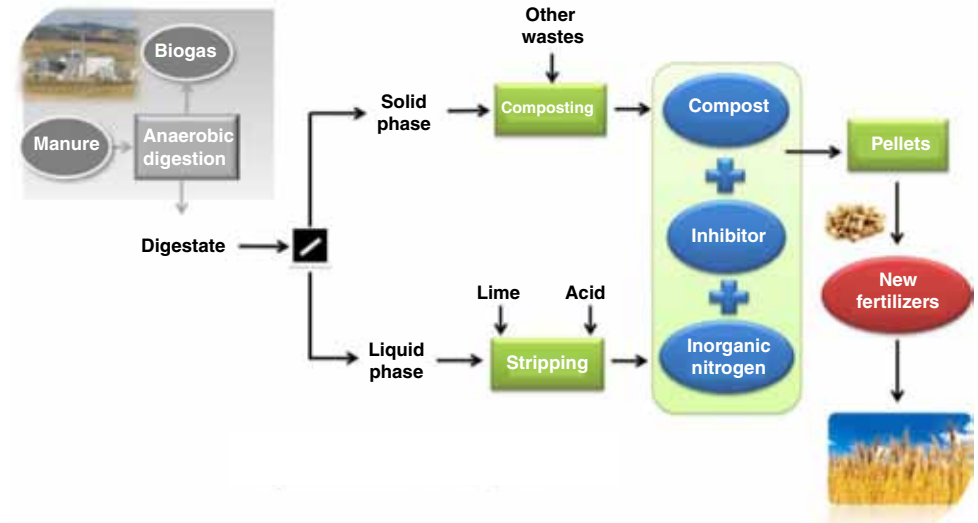 Other
wastes
Biogas
Solid
phase
Composting
Compost
Manure
Anaerobic
digestion
Pellets
Digestate
Inhibitor
New
fertilizers
Lime
Acid
Liquid
phase
Stripping
Inorganic
nitrogen